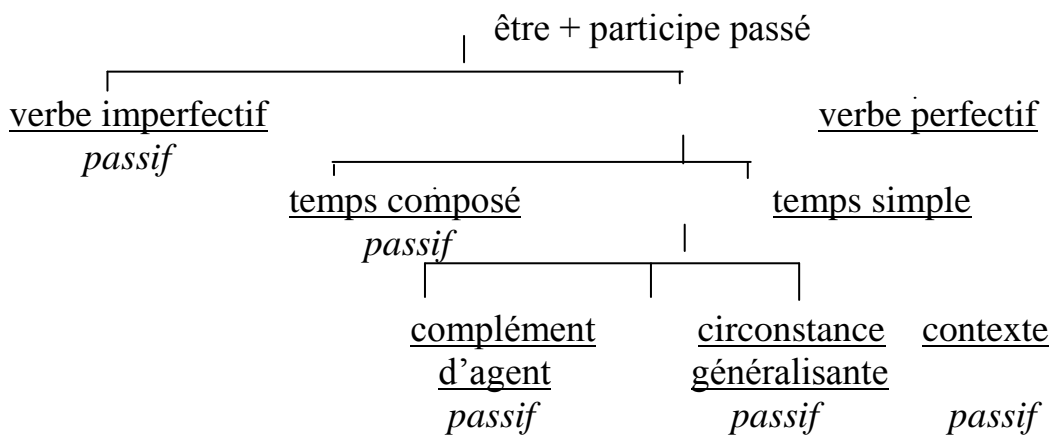 être + participe passé
verbe imperfectif verbe perfectif
passif
temps composé temps simple
passif
complément circonstance contexte
d’agent généralisante
passif passif passif